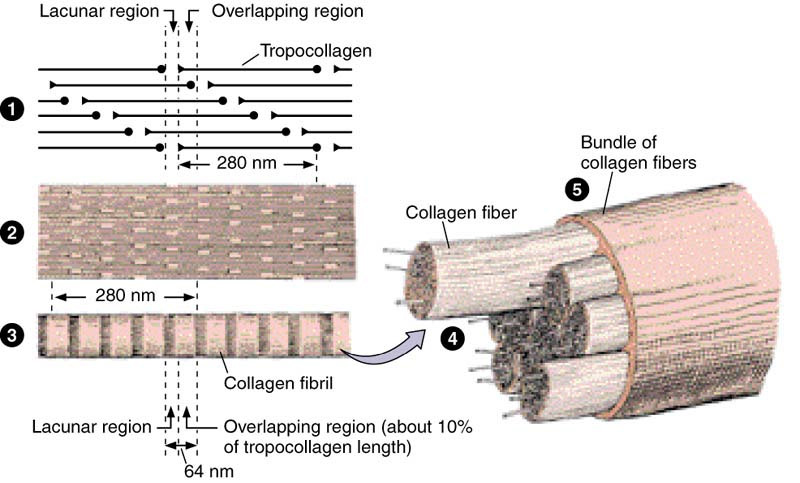 Lacunar region
Overlapping region
Tropocollagen
1
280 nm
2
280 nm
3
Collagen fibril
Lacunar region
Overlapping region (about 10%
of tropocollagen length)
64 nm
Bundle of
collagen fibers
5
Collagen fiber
4